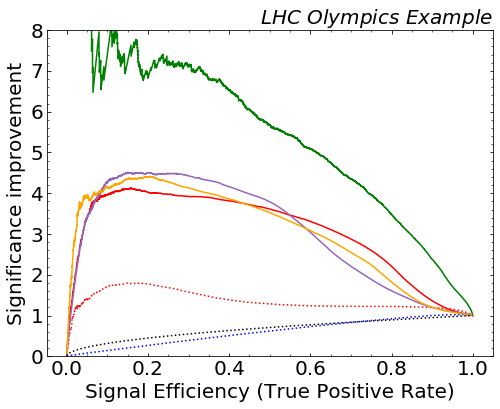 LHC Olympics Example
Significance improvement
8
7
6
5
4
3
2
1
0
0.0 0.2 0.4 0.6 0.8 1.0
Signal Efficiency (True Positive Rate)